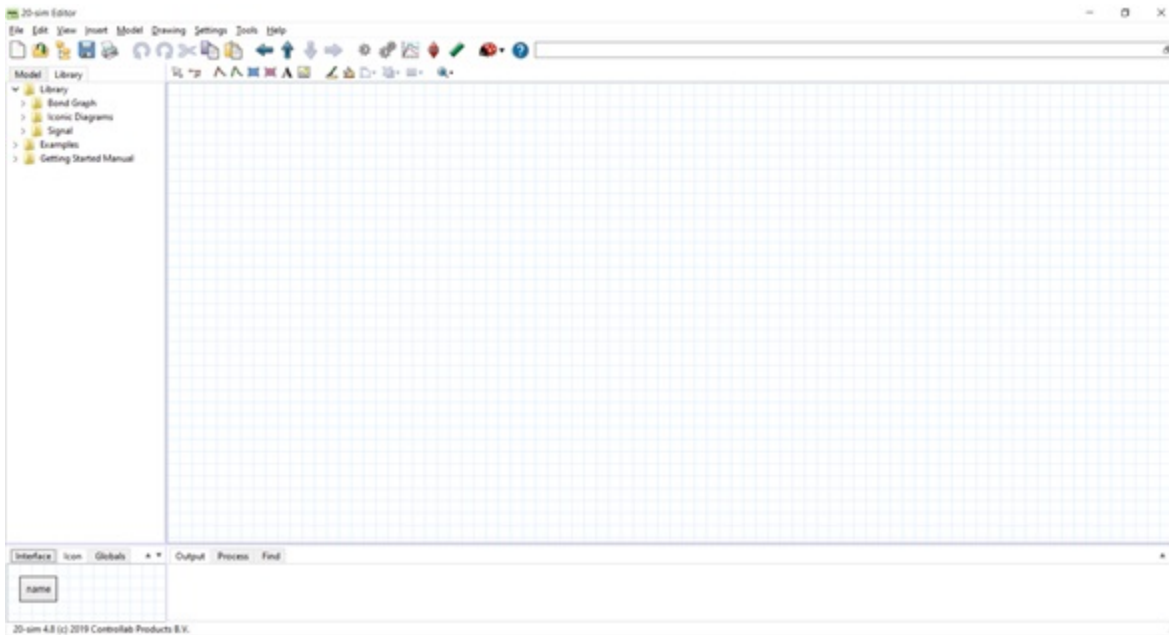 20-sim Editor
File Edit View Insert Model Drawing Settings Tools Help
Model Library
Library
Bond Graph
Iconic Diagrams
Signal
Examples
Getting Started Manual
Interface Icon Globals Output Process Find
name
20-sim 4.8 (c) 2019 Controllab Products B.V.